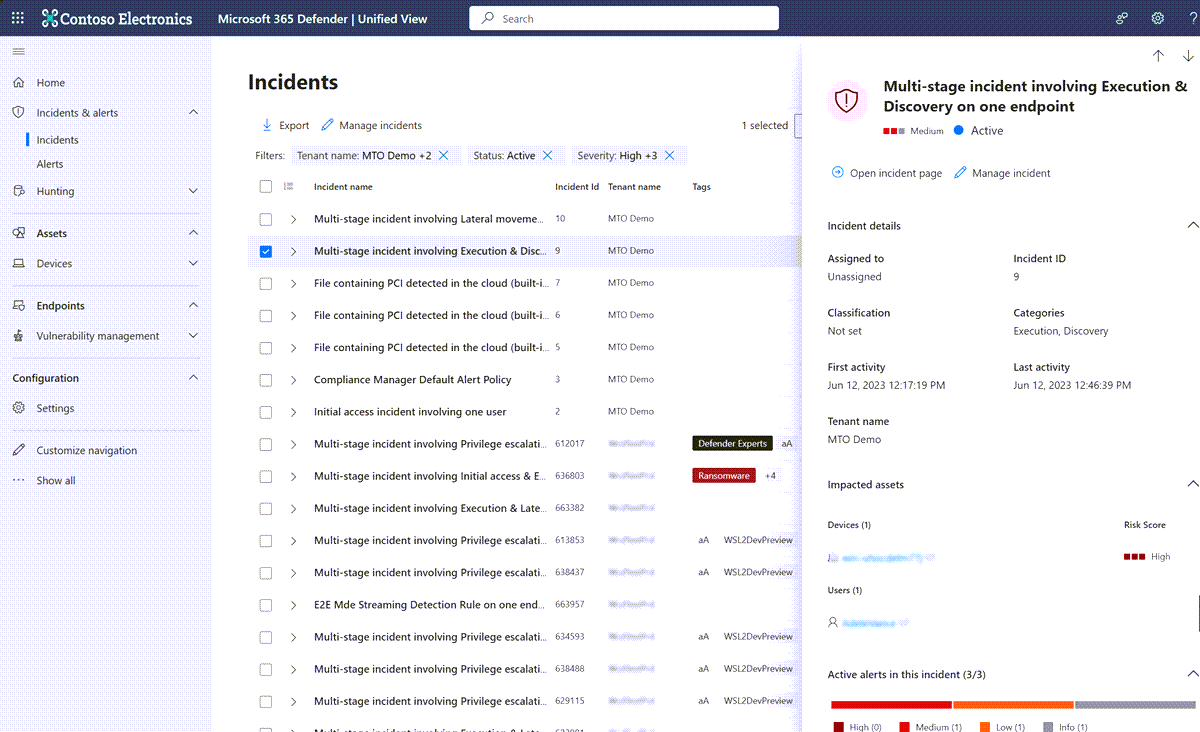 Contoso Electronics
Microsoft 365 Defender | Unified View
Search
?
Home
Incidents & alerts
Incidents
Alerts
Hunting
Assets
Devices
Endpoints
Vulnerability management
Configuration
Settings
Customize navigation
Show all
Incidents
Export Manage incidents 1 selected
Filters: Tenant name: MTO Demo +2 Status: Active Severity: High +3
Incident name Incident Id Tenant name Tags
Multi-stage incident involving Lateral moveme... 10 MTO Demo
Multi-stage incident involving Execution & Disc... 9 MTO Demo
File containing PCI detected in the cloud (built-i... 7 MTO Demo
File containing PCI detected in the cloud (built-i... 6 MTO Demo
File containing PCI detected in the cloud (built-i... 5 MTO Demo
Compliance Manager Default Alert Policy 3 MTO Demo
Initial access incident involving one user 2 MTO Demo
Multi-stage incident involving Privilege escalati... 612017 Defender Experts aA
Multi-stage incident involving Initial access & E... 636803 Ransomware +4
Multi-stage incident involving Execution & Late... 663382
Multi-stage incident involving Privilege escalati... 613853 aA WSL2DevPreview
Multi-stage incident involving Privilege escalati... 638437 aA WSL2DevPreview
E2E Mde Streaming Detection Rule on one end... 663957
Multi-stage incident involving Privilege escalati... 634593 aA WSL2DevPreview
Multi-stage incident involving Privilege escalati... 638488 aA WSL2DevPreview
Multi-stage incident involving Privilege escalati... 629115 aA WSL2DevPreview
Multi-stage incident involving Execution & Late...
Multi-stage incident involving Execution &
Discovery on one endpoint
Medium Active
Open incident page Manage incident
Incident details
Assigned to Incident ID
Unassigned 9
Classification Categories
Not set Execution, Discovery
First activity Last activity
Jun 12, 2023 12:17:19 PM Jun 12, 2023 12:46:39 PM
Tenant name
MTO Demo
Impacted assets
Devices (1) Risk Score
High
Users (1)
Active alerts in this incident (3/3)
High (0) Medium (1) Low (1) Info (1)